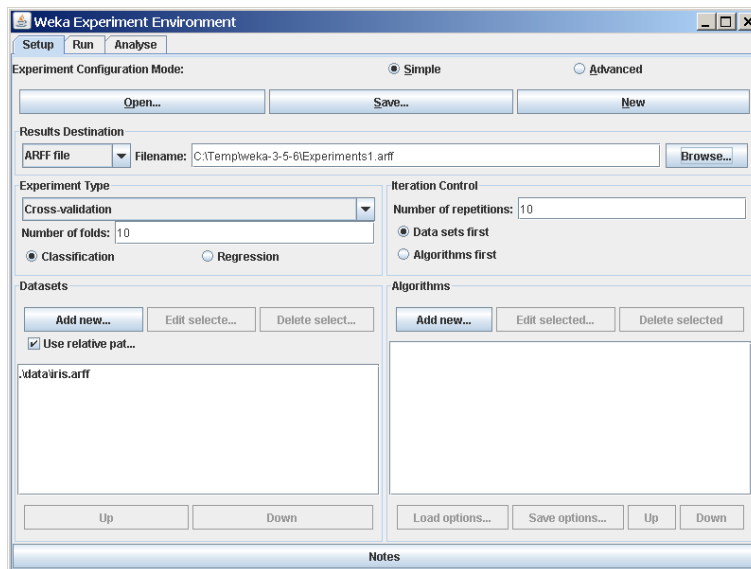 Weka Experiment Environment
Setup Run Analyse
Experiment Configuration Mode: Simple Advanced
Open... Save... New
Results Destination
ARFF file Filename: C:\Temp\weka-3-5-6\Experiments1.arff Browse...
Experiment Type
Cross-validation
Number of folds: 10
Classification Regression
Iteration Control
Number of repetitions: 10
Data sets first
Algorithms first
Datasets
Add new... Edit selecte... Delete select...
Use relative pat...
.\data\iris.arff
Up Down
Algorithms
Add new... Edit selected... Delete selected
Load options... Save options... Up Down
Notes